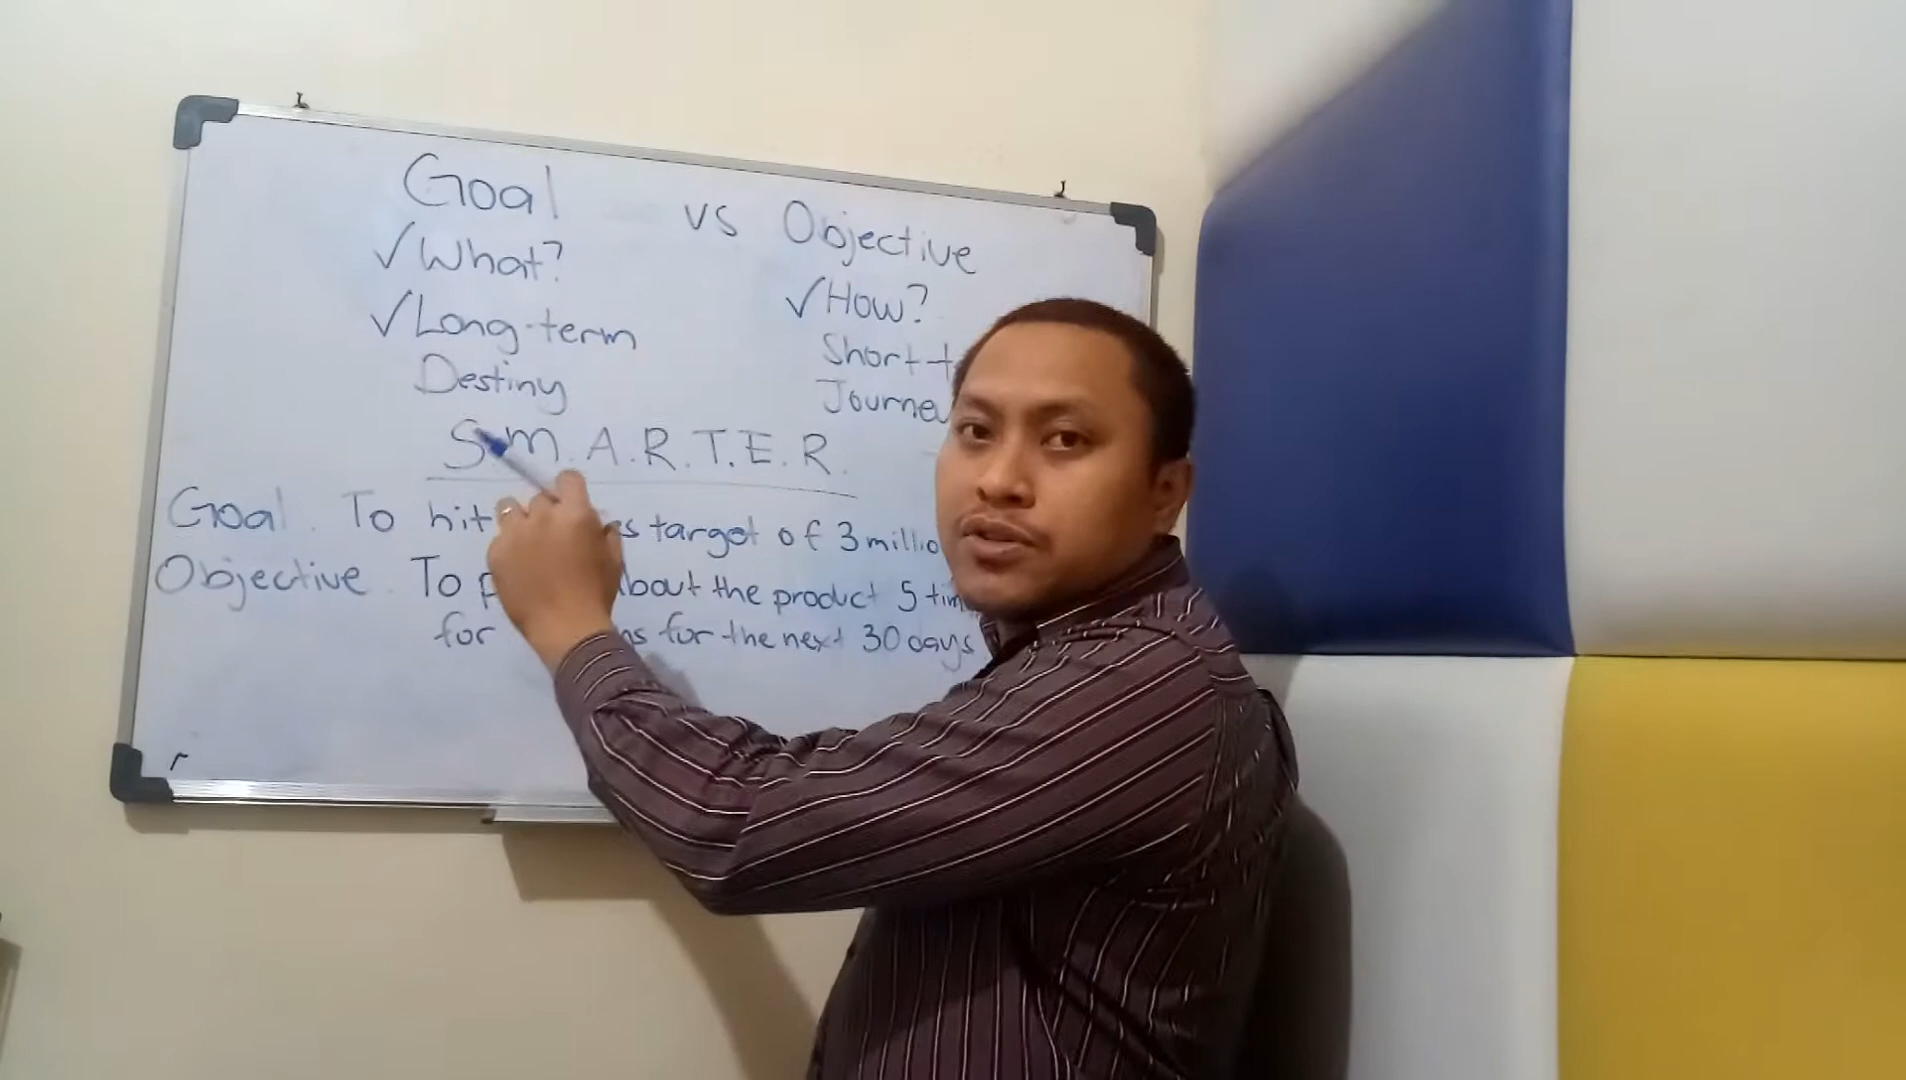 Goal vs Objective
✓What? ✓How?
✓Long-term Short-t
Destiny Journe
S.M.A.R.T.E.R.
Goal. To hit target of 3 millio
Objective. To bout the product 5 tim
for for the next 30 days